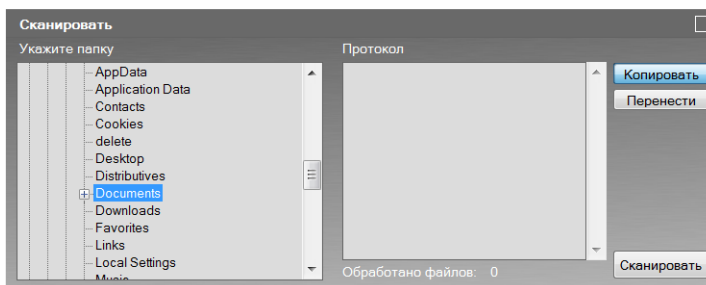 Сканировать
Укажите папку
Протокол
AppData
Application Data
Contacts
Cookies
delete
Desktop
Distributives
Documents
Downloads
Favorites
Links
Local Settings
Music
Копировать
Перенести
Обработано файлов: 0
Сканировать